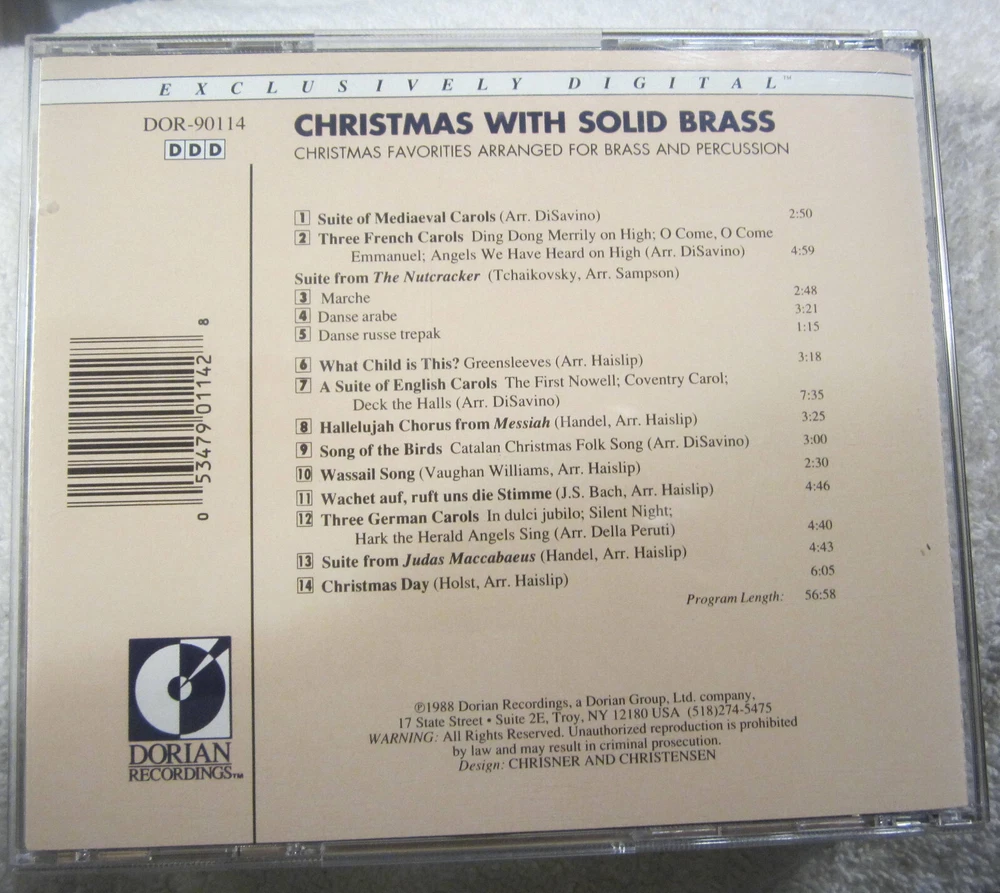 EXCLUSIVELY DIGITAL™
DOR-90114
DDD
CHRISTMAS WITH SOLID BRASS
CHRISTMAS FAVORITIES ARRANGED FOR BRASS AND PERCUSSION
1 Suite of Mediaeval Carols (Arr. DiSavino) 2:50
2 Three French Carols Ding Dong Merrily on High; O Come, O Come
Emmanuel; Angels We Have Heard on High (Arr. DiSavino) 4:59
Suite from The Nutcracker (Tchaikovsky, Arr. Sampson)
3 Marche 2:48
4 Danse arabe 3:21
5 Danse russe trepak 1:15
6 What Child is This? Greensleeves (Arr. Haislip) 3:18
7 A Suite of English Carols The First Nowell; Coventry Carol;
Deck the Halls (Arr. DiSavino) 7:35
8 Hallelujah Chorus from Messiah (Handel, Arr. Haislip) 3:25
9 Song of the Birds Catalan Christmas Folk Song (Arr. DiSavino) 3:00
10 Wassail Song (Vaughan Williams, Arr. Haislip) 2:30
11 Wachet auf, ruft uns die Stimme (J.S. Bach, Arr. Haislip) 4:46
12 Three German Carols In dulci jubilo; Silent Night;
Hark the Herald Angels Sing (Arr. Della Peruti) 4:40
13 Suite from Judas Maccabaeus (Handel, Arr. Haislip) 4:43
14 Christmas Day (Holst, Arr. Haislip) 6:05
Program Length: 56:58
0 53479 01142 8
DORIAN
RECORDINGS™
℗1988 Dorian Recordings, a Dorian Group, Ltd. company,
17 State Street • Suite 2E, Troy, NY 12180 USA (518)274-5475
WARNING: All Rights Reserved. Unauthorized reproduction is prohibited
by law and may result in criminal prosecution.
Design: CHRISNER AND CHRISTENSEN